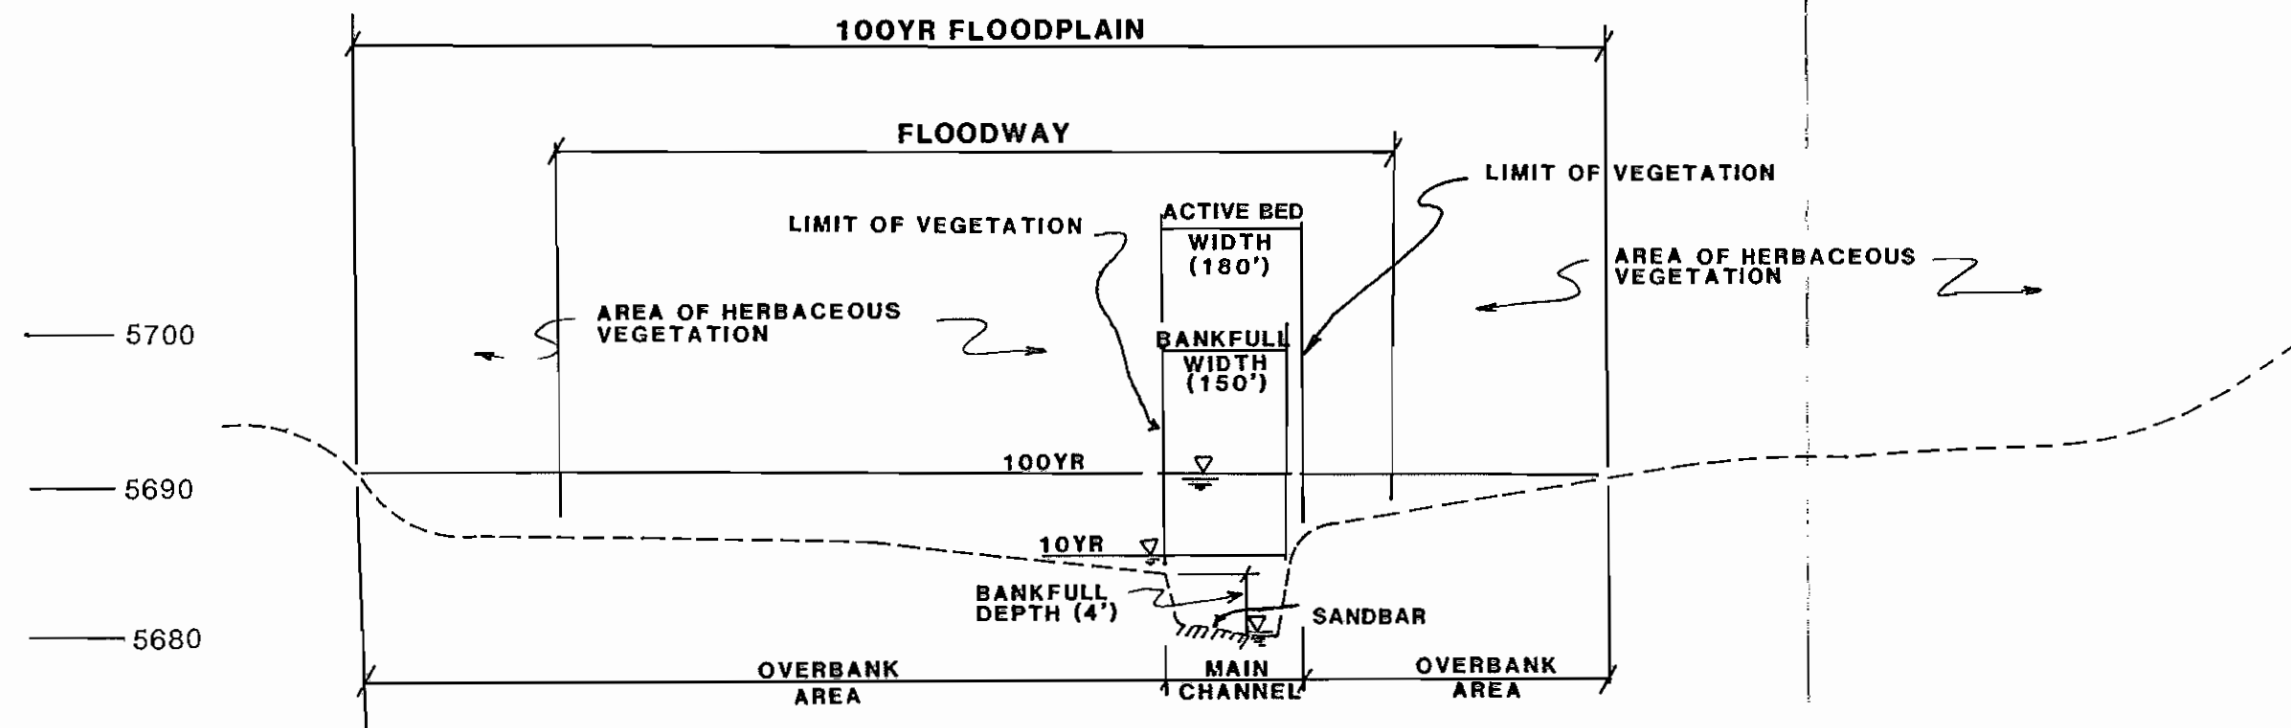 100YR FLOODPLAIN
FLOODWAY
LIMIT OF VEGETATION
ACTIVE BED
WIDTH
(180')
LIMIT OF VEGETATION
AREA OF HERBACEOUS
VEGETATION
AREA OF HERBACEOUS
VEGETATION
5700
BANKFULL
WIDTH
(150')
100YR
5690
10YR
BANKFULL
DEPTH (4')
SANDBAR
5680
OVERBANK
AREA
MAIN
CHANNEL
OVERBANK
AREA